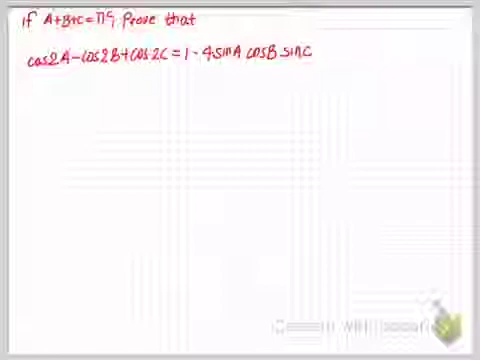 If A+B+C=π, Prove that
cos2A-cos2B+cos2C=1-4sinA cosB sinC